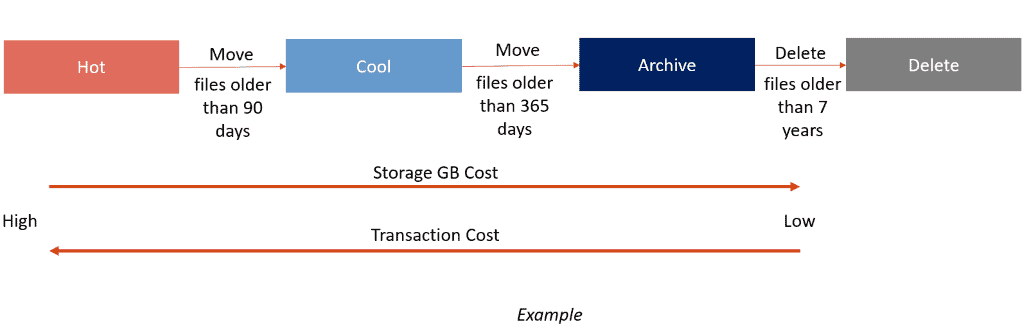 Hot
Move
files older
than 90
days
Cool
Move
files older
than 365
days
Archive
Delete
files older
than 7
years
Delete
Storage GB Cost
High
Low
Transaction Cost
Example